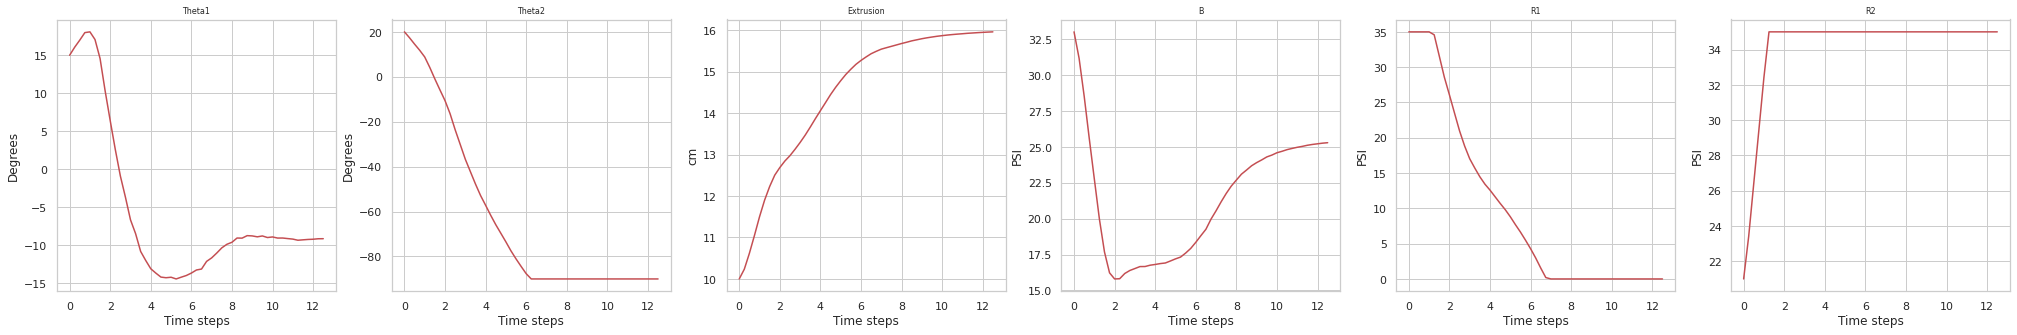 Theta1
Degrees
15
10
5
0
−5
−10
−15
0 2 4 6 8 10 12
Time steps
Theta2
Degrees
20
0
−20
−40
−60
−80
0 2 4 6 8 10 12
Time steps
Extrusion
cm
16
15
14
13
12
11
10
0 2 4 6 8 10 12
Time steps
B
PSI
32.5
30.0
27.5
25.0
22.5
20.0
17.5
15.0
0 2 4 6 8 10 12
Time steps
R1
PSI
35
30
25
20
15
10
5
0
0 2 4 6 8 10 12
Time steps
R2
PSI
34
32
30
28
26
24
22
0 2 4 6 8 10 12
Time steps